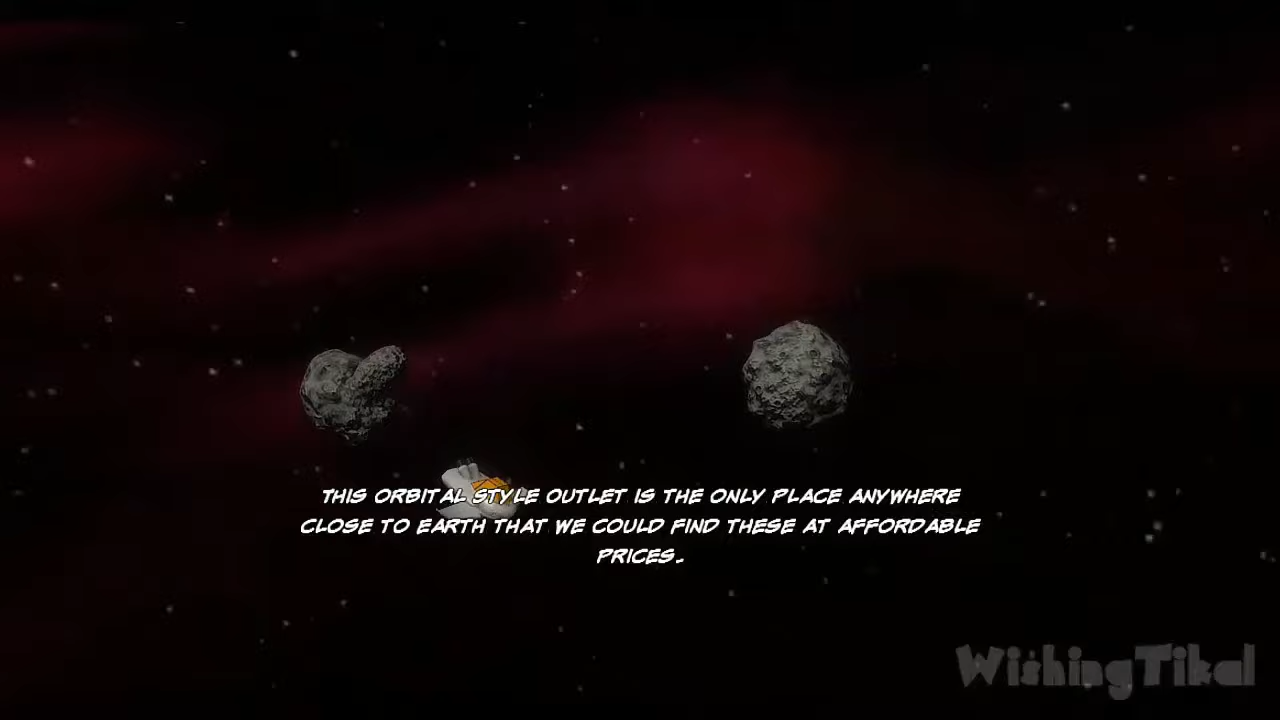 THIS ORBITAL STYLE OUTLET IS THE ONLY PLACE ANYWHERE
CLOSE TO EARTH THAT WE COULD FIND THESE AT AFFORDABLE
PRICES.
WishingTikal